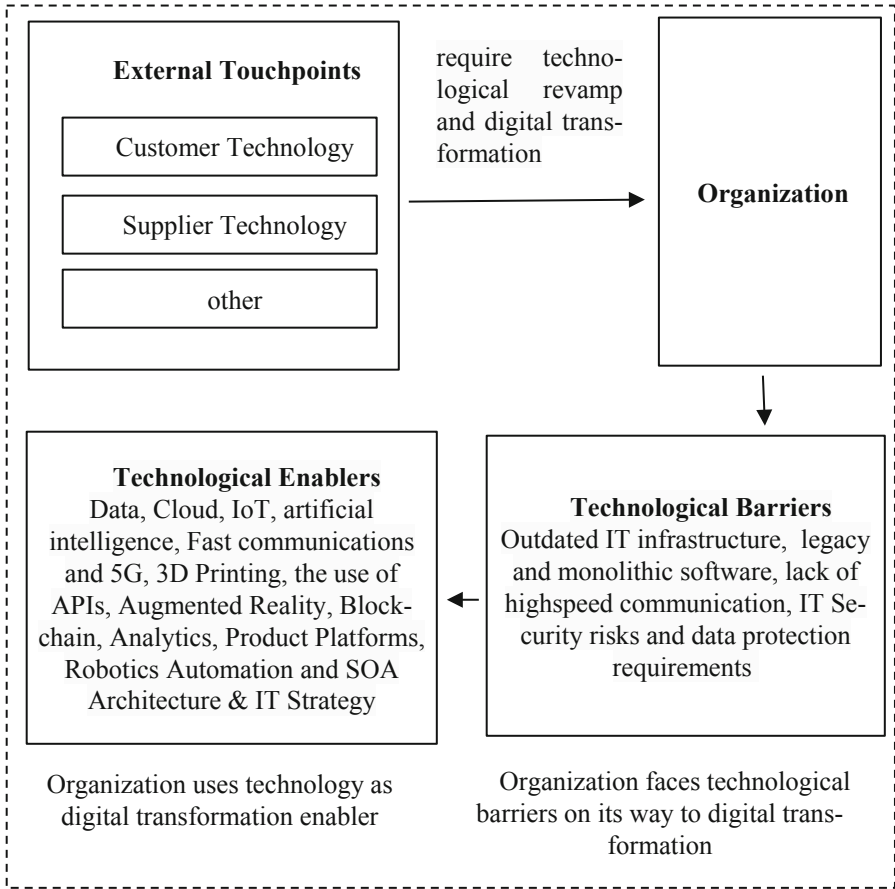 External Touchpoints
Customer Technology
Supplier Technology
other
require techno-
logical revamp
and digital trans-
formation
Organization
Technological Enablers
Data, Cloud, IoT, artificial
intelligence, Fast communications
and 5G, 3D Printing, the use of
APIs, Augmented Reality, Block-
chain, Analytics, Product Platforms,
Robotics Automation and SOA
Architecture & IT Strategy
Technological Barriers
Outdated IT infrastructure, legacy
and monolithic software, lack of
highspeed communication, IT Se-
curity risks and data protection
requirements
Organization uses technology as
digital transformation enabler
Organization faces technological
barriers on its way to digital trans-
formation